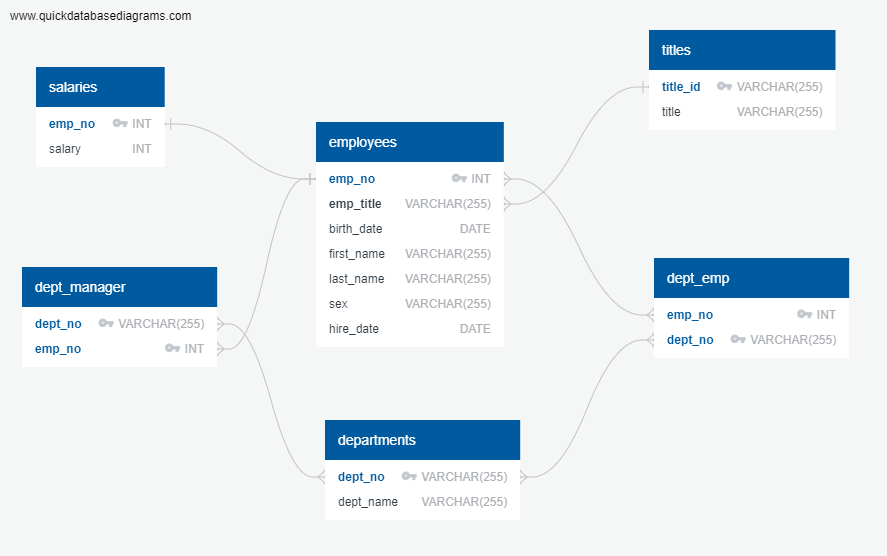 www.quickdatabasediagrams.com
salaries
emp_no INT
salary INT
titles
title_id VARCHAR(255)
title VARCHAR(255)
employees
emp_no INT
emp_title VARCHAR(255)
birth_date DATE
first_name VARCHAR(255)
last_name VARCHAR(255)
sex VARCHAR(255)
hire_date DATE
dept_manager
dept_no VARCHAR(255)
emp_no INT
dept_emp
emp_no INT
dept_no VARCHAR(255)
departments
dept_no VARCHAR(255)
dept_name VARCHAR(255)